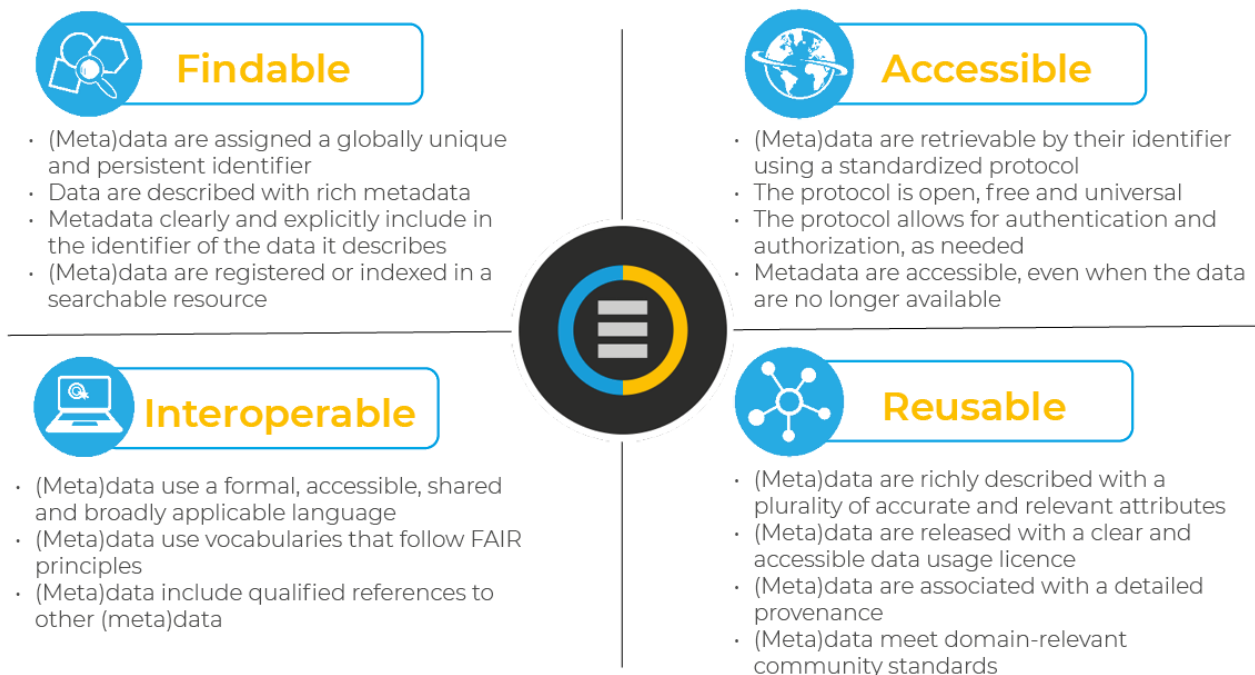 Findable
• (Meta)data are assigned a globally unique
and persistent identifier
• Data are described with rich metadata
• Metadata clearly and explicitly include in
the identifier of the data it describes
• (Meta)data are registered or indexed in a
searchable resource
Accessible
• (Meta)data are retrievable by their identifier
using a standardized protocol
• The protocol is open, free and universal
• The protocol allows for authentication and
authorization, as needed
• Metadata are accessible, even when the data
are no longer available
Interoperable
• (Meta)data use a formal, accessible, shared
and broadly applicable language
• (Meta)data use vocabularies that follow FAIR
principles
• (Meta)data include qualified references to
other (meta)data
Reusable
• (Meta)data are richly described with a
plurality of accurate and relevant attributes
• (Meta)data are released with a clear and
accessible data usage licence
• (Meta)data are associated with a detailed
provenance
• (Meta)data meet domain-relevant
community standards